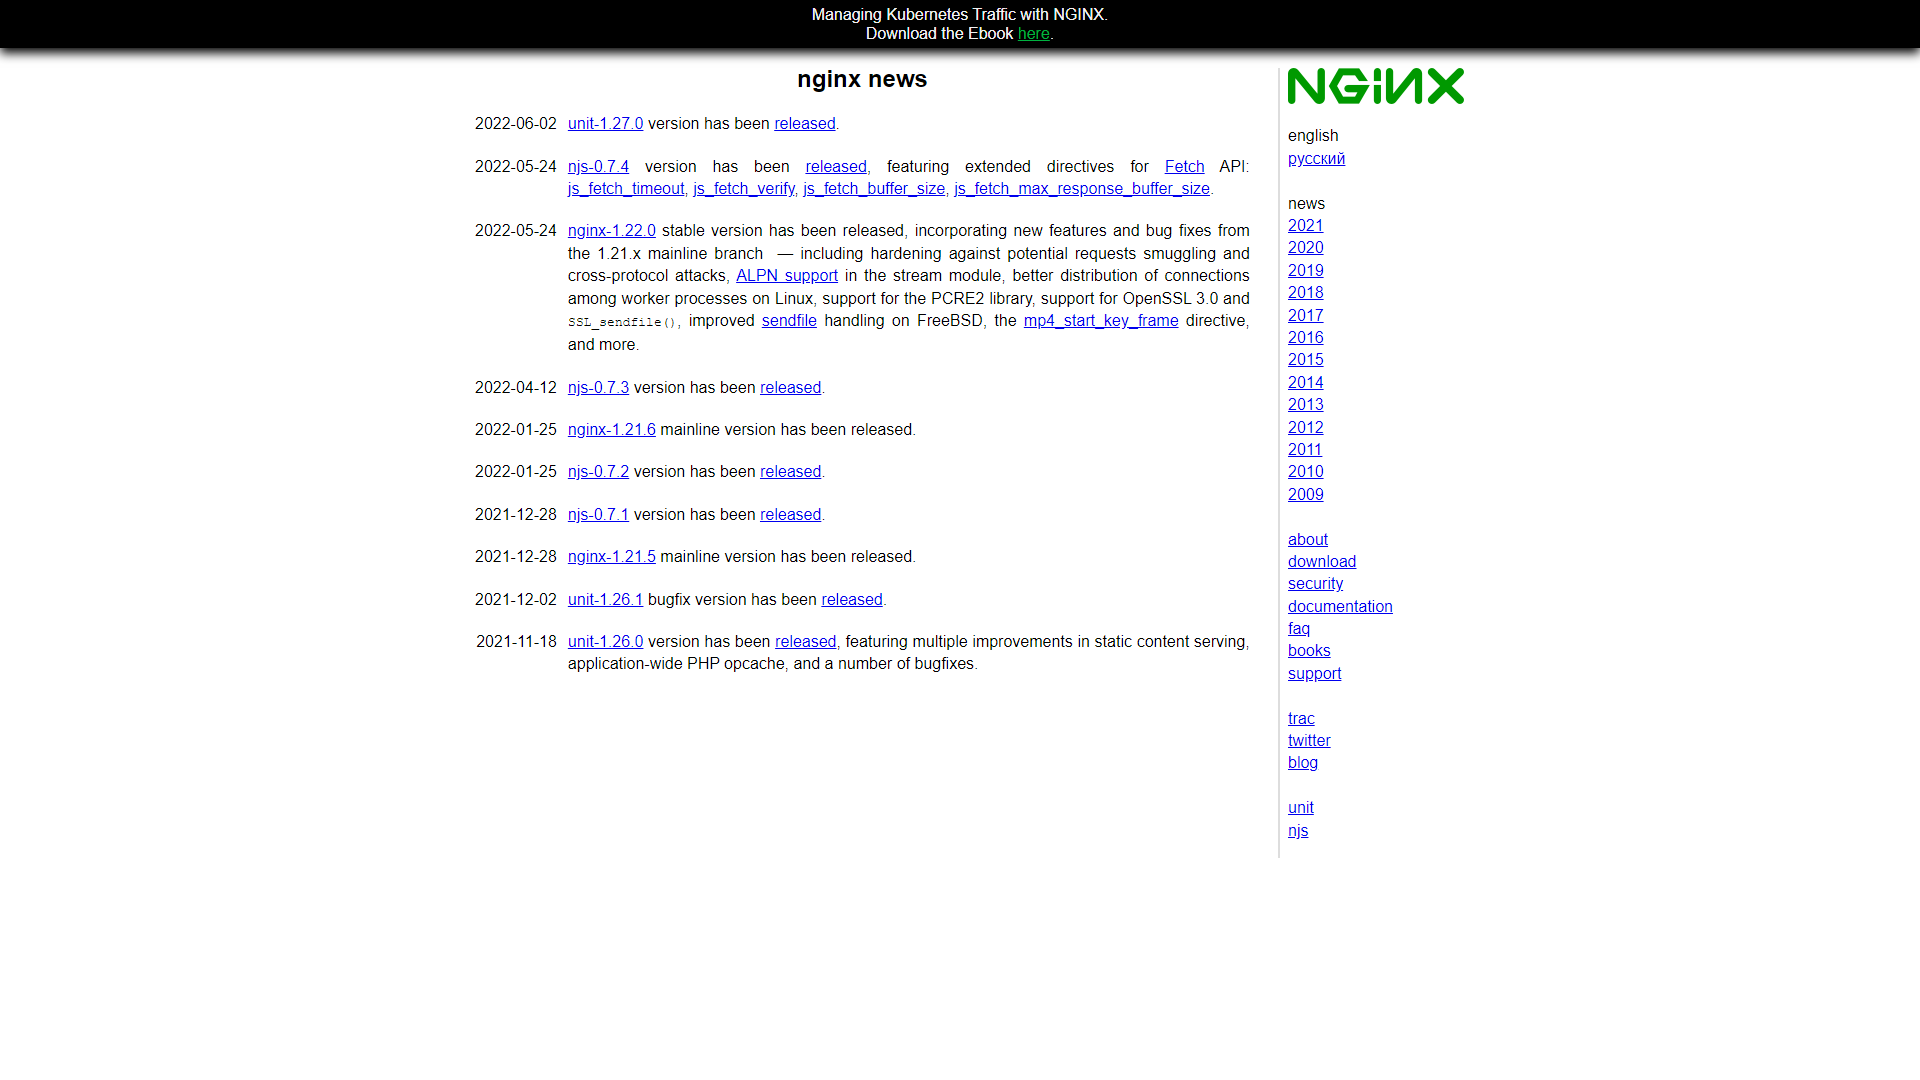 Managing Kubernetes Traffic with NGINX.
Download the Ebook here.
nginx news
2022-06-02 unit-1.27.0 version has been released.
2022-05-24 njs-0.7.4 version has been released, featuring extended directives for Fetch API:
js_fetch_timeout, js_fetch_verify, js_fetch_buffer_size, js_fetch_max_response_buffer_size.
2022-05-24 nginx-1.22.0 stable version has been released, incorporating new features and bug fixes from
the 1.21.x mainline branch — including hardening against potential requests smuggling and
cross-protocol attacks, ALPN support in the stream module, better distribution of connections
among worker processes on Linux, support for the PCRE2 library, support for OpenSSL 3.0 and
SSL_sendfile(), improved sendfile handling on FreeBSD, the mp4_start_key_frame directive,
and more.
2022-04-12 njs-0.7.3 version has been released.
2022-01-25 nginx-1.21.6 mainline version has been released.
2022-01-25 njs-0.7.2 version has been released.
2021-12-28 njs-0.7.1 version has been released.
2021-12-28 nginx-1.21.5 mainline version has been released.
2021-12-02 unit-1.26.1 bugfix version has been released.
2021-11-18 unit-1.26.0 version has been released, featuring multiple improvements in static content serving,
application-wide PHP opcache, and a number of bugfixes.
NGINX
english
русский
news
2021
2020
2019
2018
2017
2016
2015
2014
2013
2012
2011
2010
2009
about
download
security
documentation
faq
books
support
trac
twitter
blog
unit
njs